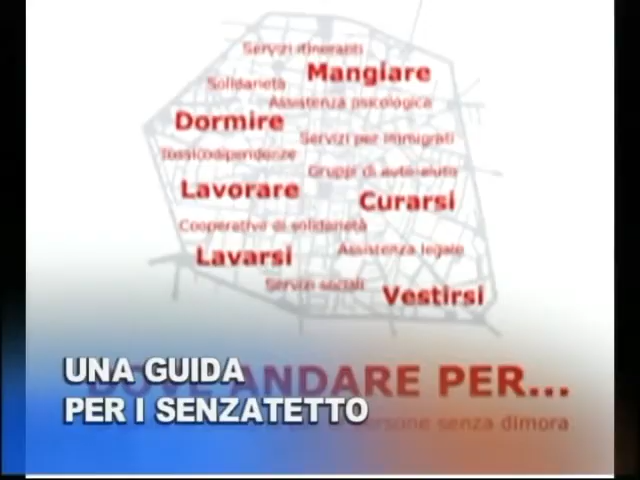 Servizi itineranti
Mangiare
Solidarietà
Assistenza psicologica
Dormire
Servizi per immigrati
Tossicodipendenze
Gruppi di auto-aiuto
Lavorare
Curarsi
Cooperative di solidarietà
Lavarsi
Assistenza legale
Servizi sociali
Vestirsi
ANDARE PER...
persone senza dimora
UNA GUIDA
PER I SENZATETTO